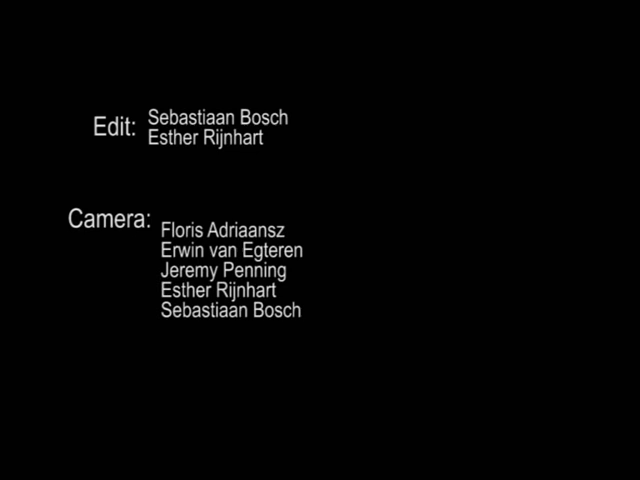 Edit:
Sebastiaan Bosch
Esther Rijnhart
Camera:
Floris Adriaansz
Erwin van Egteren
Jeremy Penning
Esther Rijnhart
Sebastiaan Bosch